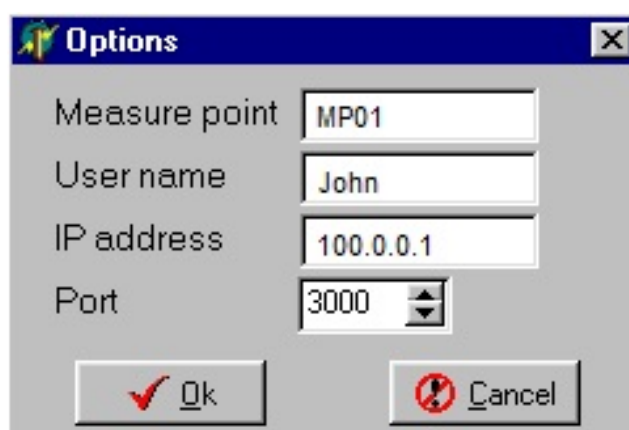 Options
Measure point MP01
User name John
IP address 100.0.0.1
Port 3000
Ok Cancel